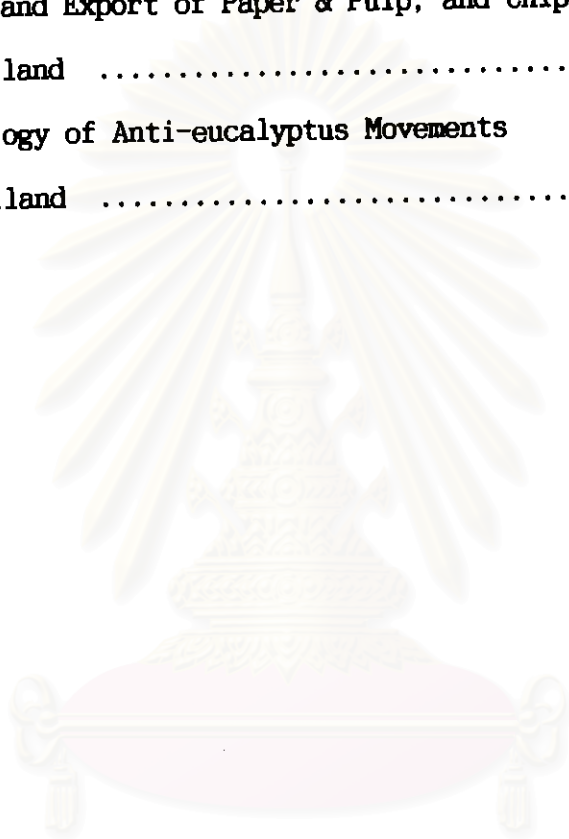 and Export of Paper & Pulp, and Chip
land ..............................
ogy of Anti-eucalyptus Movements
land ..............................